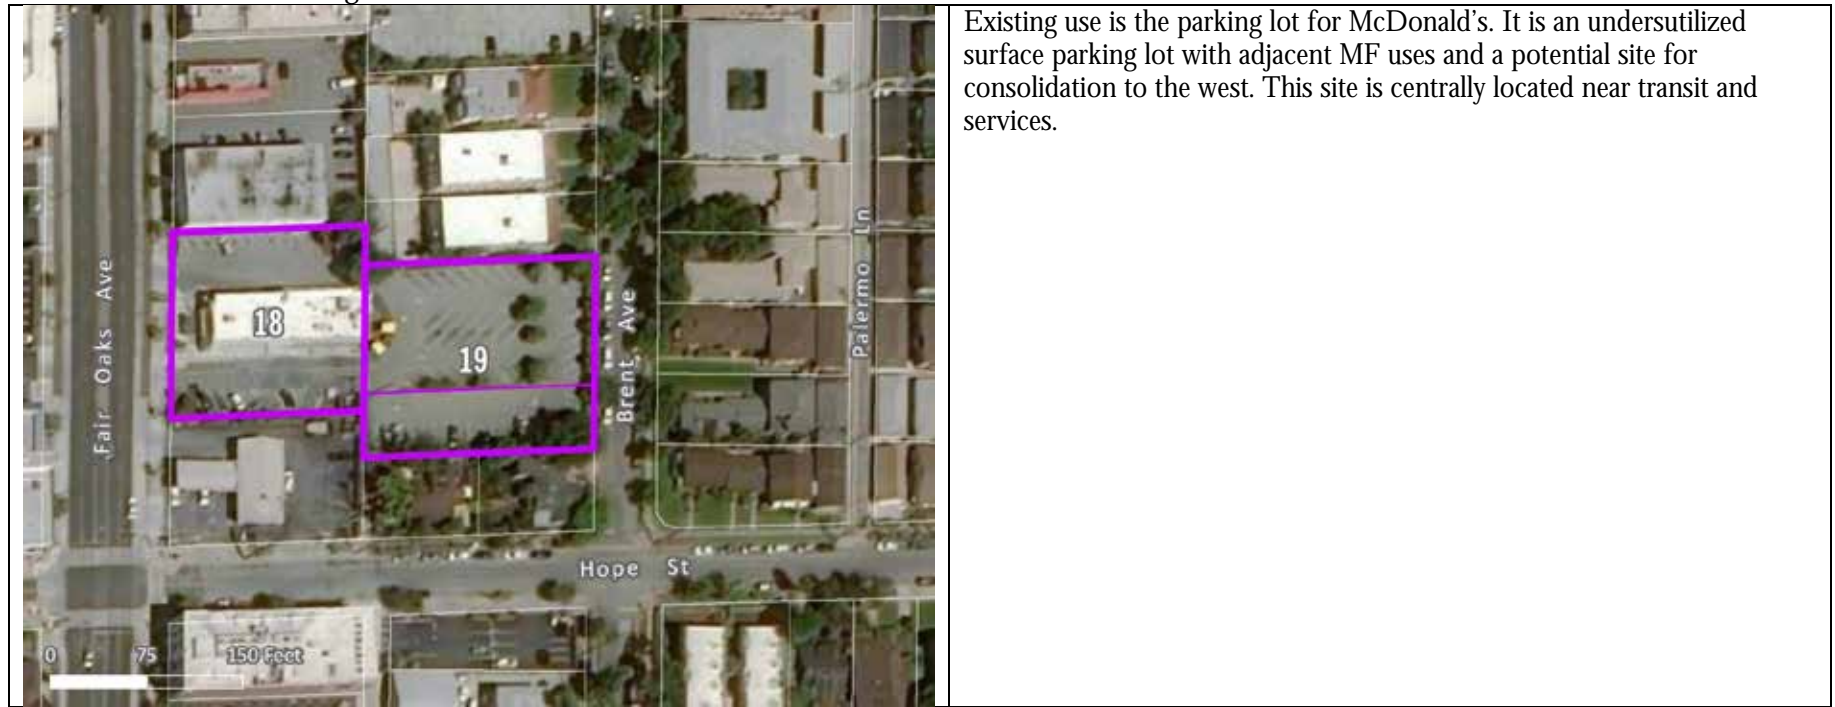 Existing use is the parking lot for McDonald's. It is an undersutilized
surface parking lot with adjacent MF uses and a potential site for
consolidation to the west. This site is centrally located near transit and
services.
Fair Oaks Ave
18
19
Brent Ave
Palermo Ln
Hope St
0 75 150 Feet